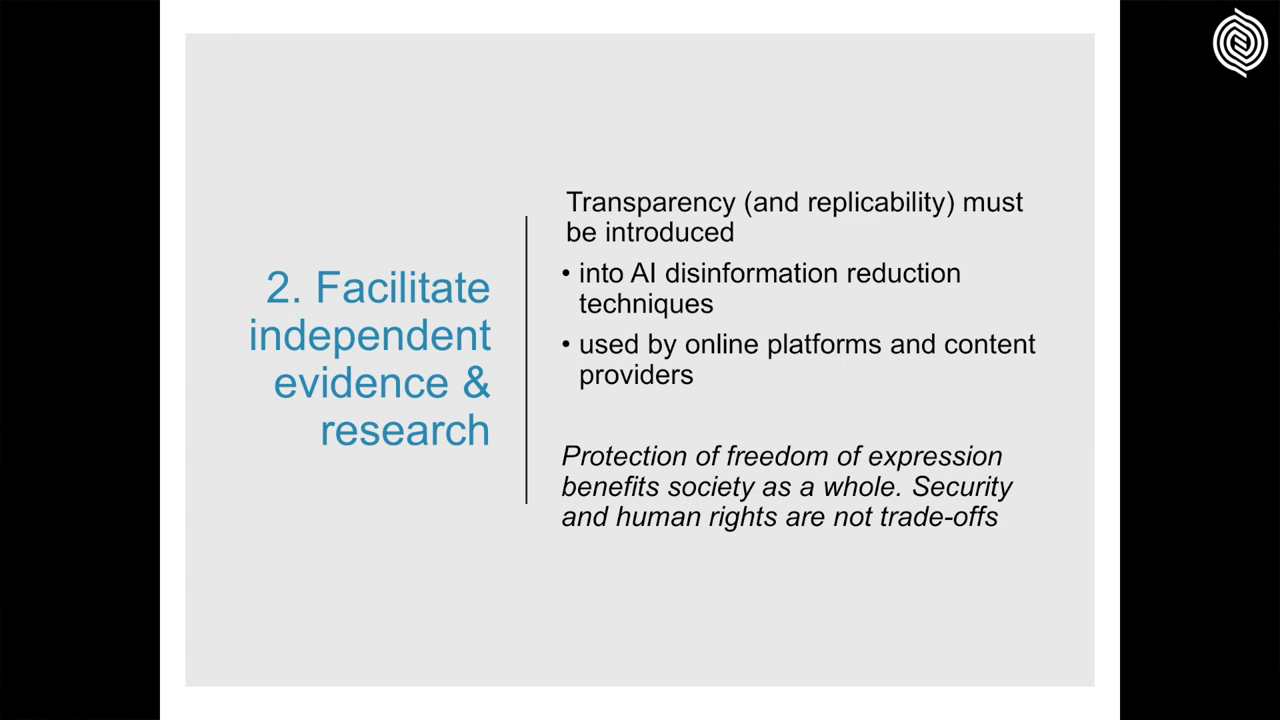 2. Facilitate
independent
evidence &
research
Transparency (and replicability) must
be introduced
• into AI disinformation reduction
techniques
• used by online platforms and content
providers
Protection of freedom of expression
benefits society as a whole. Security
and human rights are not trade-offs